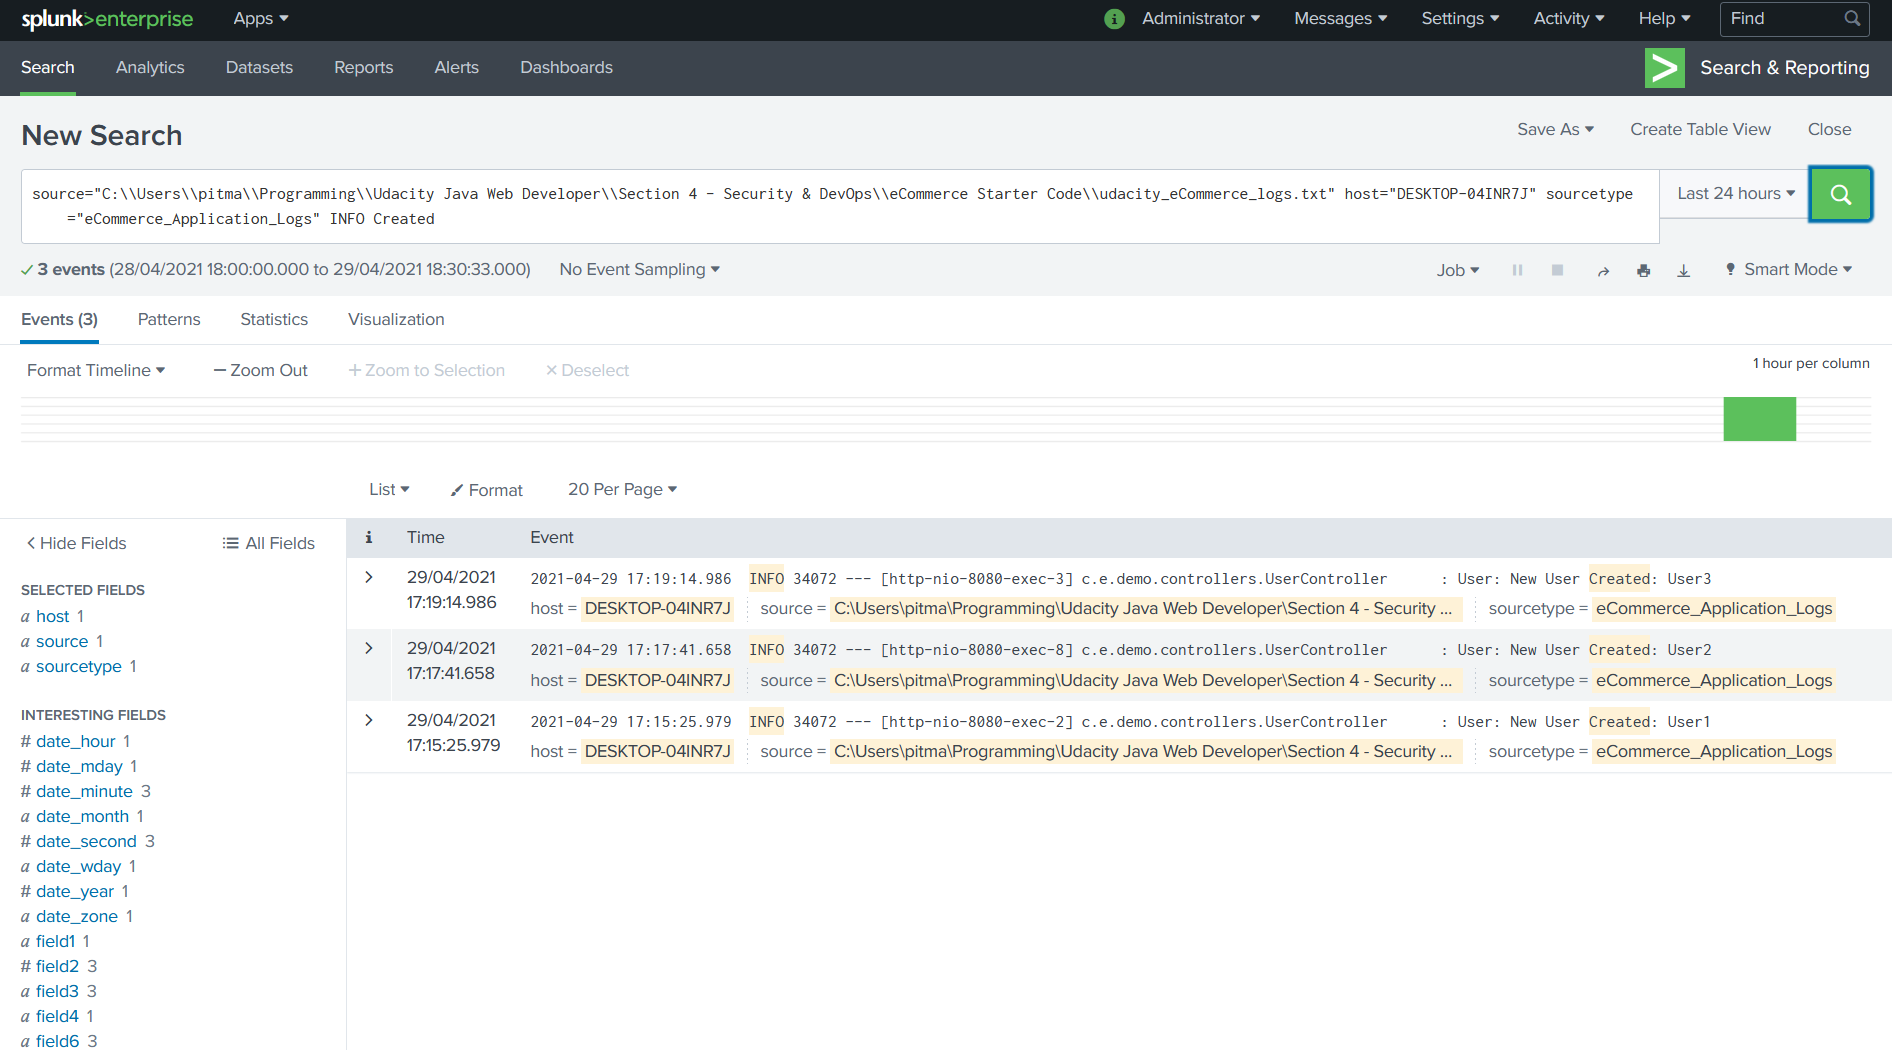 splunk>enterprise Apps Administrator Messages Settings Activity Help Find
Search Analytics Datasets Reports Alerts Dashboards Search & Reporting
New Search Save As Create Table View Close
source="C:\\Users\\pitma\\Programming\\Udacity Java Web Developer\\Section 4 - Security & DevOps\\eCommerce Starter Code\\udacity_eCommerce_logs.txt" host="DESKTOP-04INR7J" sourcetype
="eCommerce_Application_Logs" INFO Created
Last 24 hours
✓ 3 events (28/04/2021 18:00:00.000 to 29/04/2021 18:30:33.000) No Event Sampling Job Smart Mode
Events (3) Patterns Statistics Visualization
Format Timeline — Zoom Out + Zoom to Selection × Deselect 1 hour per column
List Format 20 Per Page
< Hide Fields All Fields
SELECTED FIELDS
a host 1
a source 1
a sourcetype 1
INTERESTING FIELDS
# date_hour 1
# date_mday 1
# date_minute 3
a date_month 1
# date_second 3
a date_wday 1
# date_year 1
a date_zone 1
a field1 1
# field2 3
a field3 3
a field4 1
a field6 3
i Time Event
> 29/04/2021 17:19:14.986
2021-04-29 17:19:14.986 INFO 34072 --- [http-nio-8080-exec-3] c.e.demo.controllers.UserController : User: New User Created: User3
host = DESKTOP-04INR7J source = C:\Users\pitma\Programming\Udacity Java Web Developer\Section 4 - Security ... sourcetype = eCommerce_Application_Logs
> 29/04/2021 17:17:41.658
2021-04-29 17:17:41.658 INFO 34072 --- [http-nio-8080-exec-8] c.e.demo.controllers.UserController : User: New User Created: User2
host = DESKTOP-04INR7J source = C:\Users\pitma\Programming\Udacity Java Web Developer\Section 4 - Security ... sourcetype = eCommerce_Application_Logs
> 29/04/2021 17:15:25.979
2021-04-29 17:15:25.979 INFO 34072 --- [http-nio-8080-exec-2] c.e.demo.controllers.UserController : User: New User Created: User1
host = DESKTOP-04INR7J source = C:\Users\pitma\Programming\Udacity Java Web Developer\Section 4 - Security ... sourcetype = eCommerce_Application_Logs